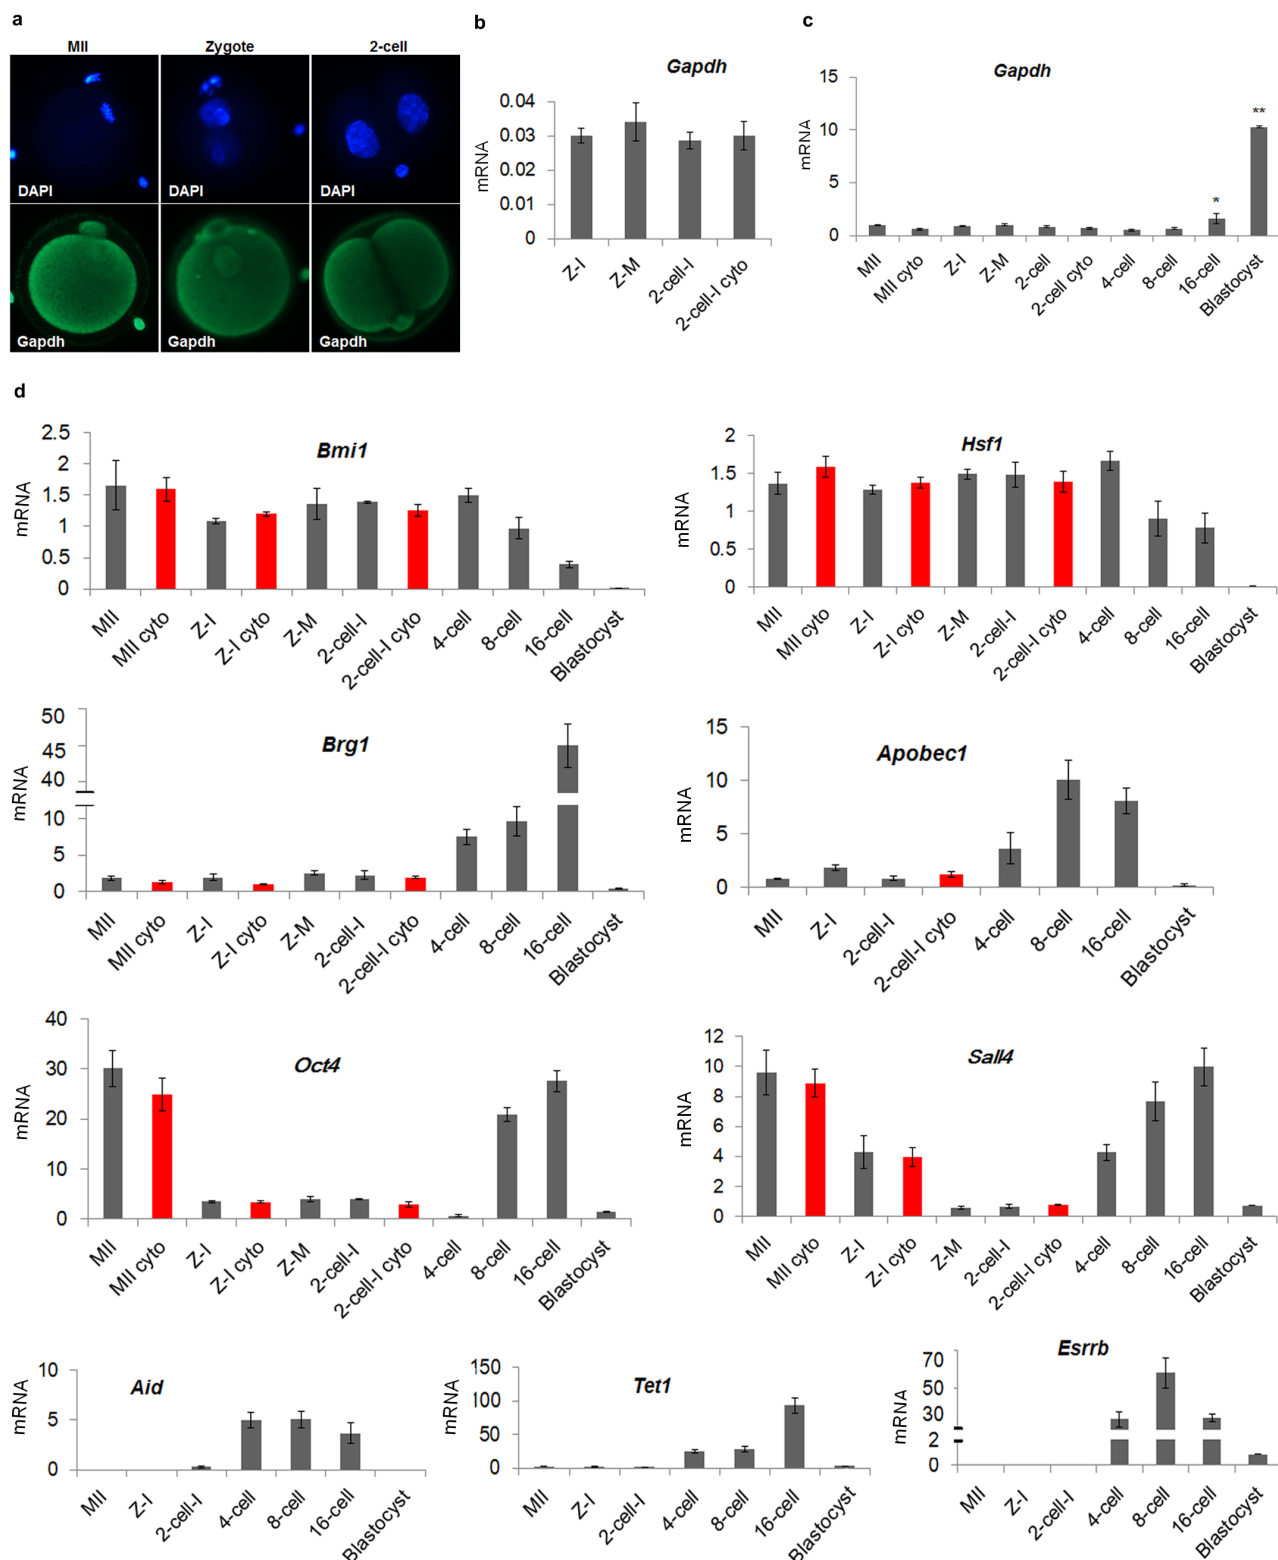 a
MII Zygote 2-cell
DAPI DAPI DAPI
Gapdh Gapdh Gapdh
b
Gapdh
mRNA
0.04
0.03
0.02
0.01
0
Z-I Z-M 2-cell-I 2-cell-I cyto
c
Gapdh
mRNA
15
10
5
0
* **
MII MII cyto Z-I Z-M 2-cell 2-cell cyto 4-cell 8-cell 16-cell Blastocyst
d
Bmi1
mRNA
2.5
2
1.5
1
0.5
0
MII MII cyto Z-I Z-I cyto Z-M 2-cell-I 2-cell-I cyto 4-cell 8-cell 16-cell Blastocyst
Hsf1
mRNA
2
1.5
1
0.5
0
MII MII cyto Z-I Z-I cyto Z-M 2-cell-I 2-cell-I cyto 4-cell 8-cell 16-cell Blastocyst
Brg1
mRNA
50
45
40
10
5
0
MII MII cyto Z-I Z-I cyto Z-M 2-cell-I 2-cell-I cyto 4-cell 8-cell 16-cell Blastocyst
Apobec1
mRNA
15
10
5
0
MII Z-I 2-cell-I 2-cell-I cyto 4-cell 8-cell 16-cell Blastocyst
Oct4
mRNA
40
30
20
10
0
MII MII cyto Z-I Z-I cyto Z-M 2-cell-I 2-cell-I cyto 4-cell 8-cell 16-cell Blastocyst
Sall4
mRNA
12
10
8
6
4
2
0
MII MII cyto Z-I Z-I cyto Z-M 2-cell-I 2-cell-I cyto 4-cell 8-cell 16-cell Blastocyst
Aid
mRNA
10
5
0
MII Z-I 2-cell-I 4-cell 8-cell 16-cell Blastocyst
Tet1
mRNA
150
100
50
0
MII Z-I 2-cell-I 4-cell 8-cell 16-cell Blastocyst
Esrrb
mRNA
70
50
30
2
0
MII Z-I 2-cell-I 4-cell 8-cell 16-cell Blastocyst